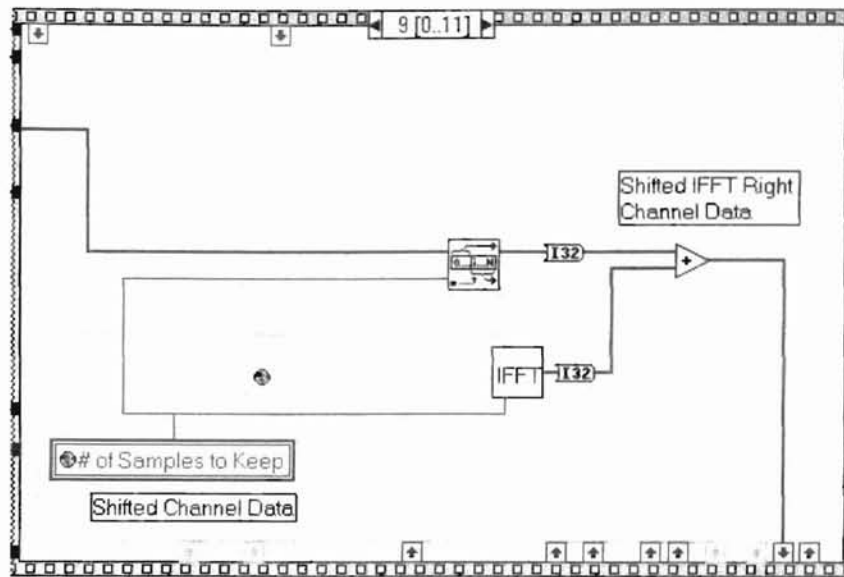 9 [0..11]
Shifted IFFT Right
Channel Data
I32
IFFT
I32
# of Samples to Keep
Shifted Channel Data